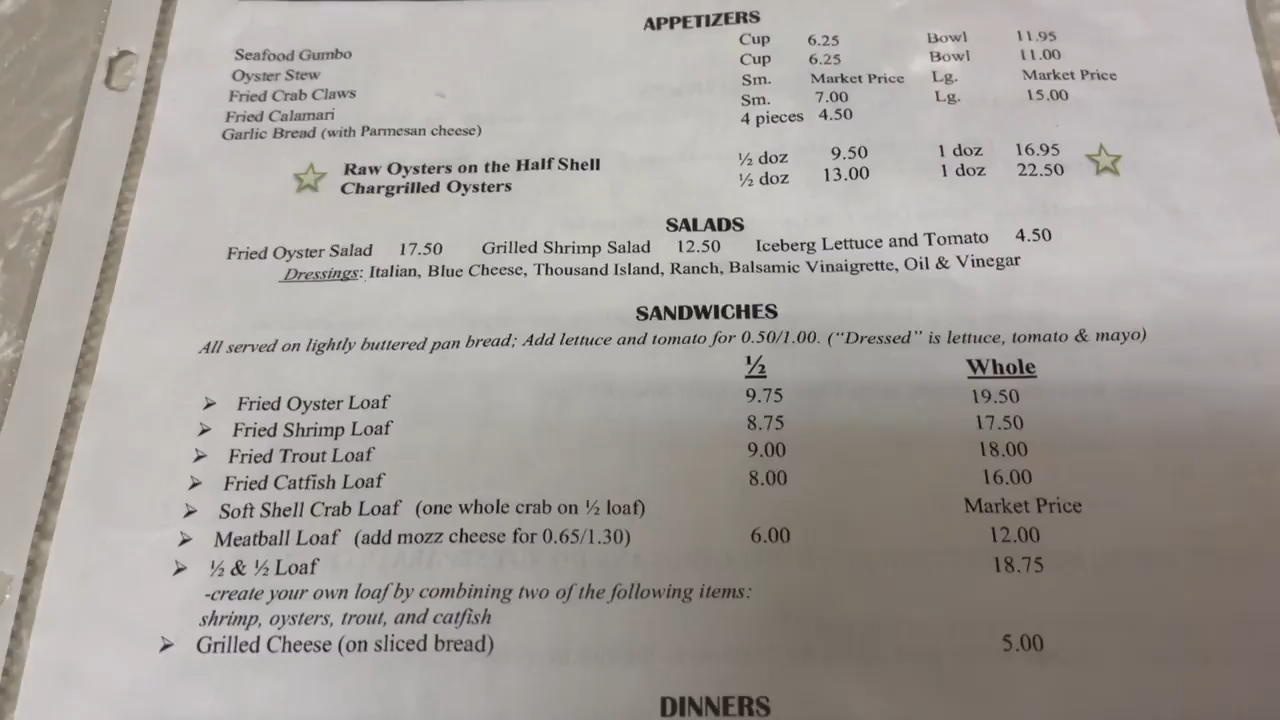 APPETIZERS
Seafood Gumbo Cup 6.25 Bowl 11.95
Oyster Stew Cup 6.25 Bowl 11.00
Fried Crab Claws Sm. Market Price Lg. Market Price
Fried Calamari Sm. 7.00 Lg. 15.00
Garlic Bread (with Parmesan cheese) 4 pieces 4.50
Raw Oysters on the Half Shell ½ doz 9.50 1 doz 16.95
Chargrilled Oysters ½ doz 13.00 1 doz 22.50
SALADS
Fried Oyster Salad 17.50 Grilled Shrimp Salad 12.50 Iceberg Lettuce and Tomato 4.50
Dressings: Italian, Blue Cheese, Thousand Island, Ranch, Balsamic Vinaigrette, Oil & Vinegar
SANDWICHES
All served on lightly buttered pan bread; Add lettuce and tomato for 0.50/1.00. ("Dressed" is lettuce, tomato & mayo)
½ Whole
➢ Fried Oyster Loaf 9.75 19.50
➢ Fried Shrimp Loaf 8.75 17.50
➢ Fried Trout Loaf 9.00 18.00
➢ Fried Catfish Loaf 8.00 16.00
➢ Soft Shell Crab Loaf (one whole crab on ½ loaf) Market Price
➢ Meatball Loaf (add mozz cheese for 0.65/1.30) 6.00 12.00
➢ ½ & ½ Loaf 18.75
-create your own loaf by combining two of the following items:
shrimp, oysters, trout, and catfish
➢ Grilled Cheese (on sliced bread) 5.00
DINNERS